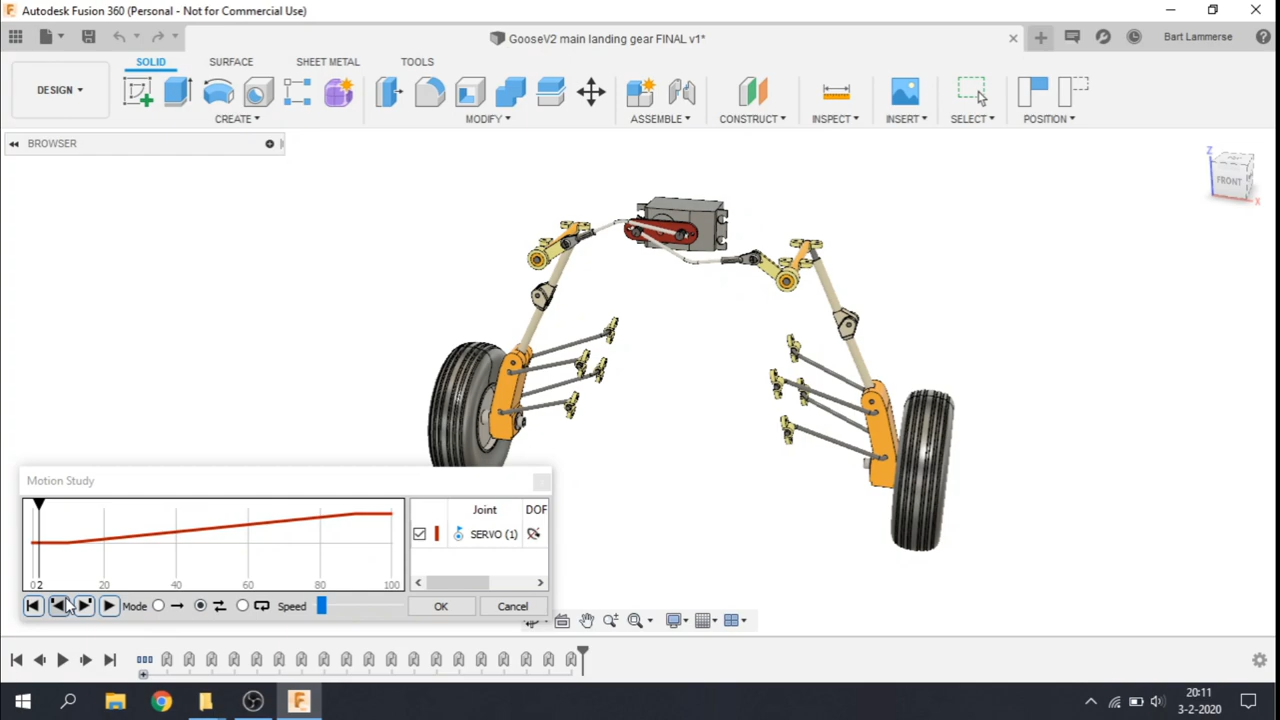 Autodesk Fusion 360 (Personal - Not for Commercial Use)
GooseV2 main landing gear FINAL v1*
Bart Lammerse
SOLID SURFACE SHEET METAL TOOLS
DESIGN
CREATE MODIFY ASSEMBLE CONSTRUCT INSPECT INSERT SELECT POSITION
BROWSER
Z
FRONT
X
Motion Study
Joint DOF
SERVO (1)
0 2 20 40 60 80 100
Mode Speed OK Cancel
20:11
3-2-2020